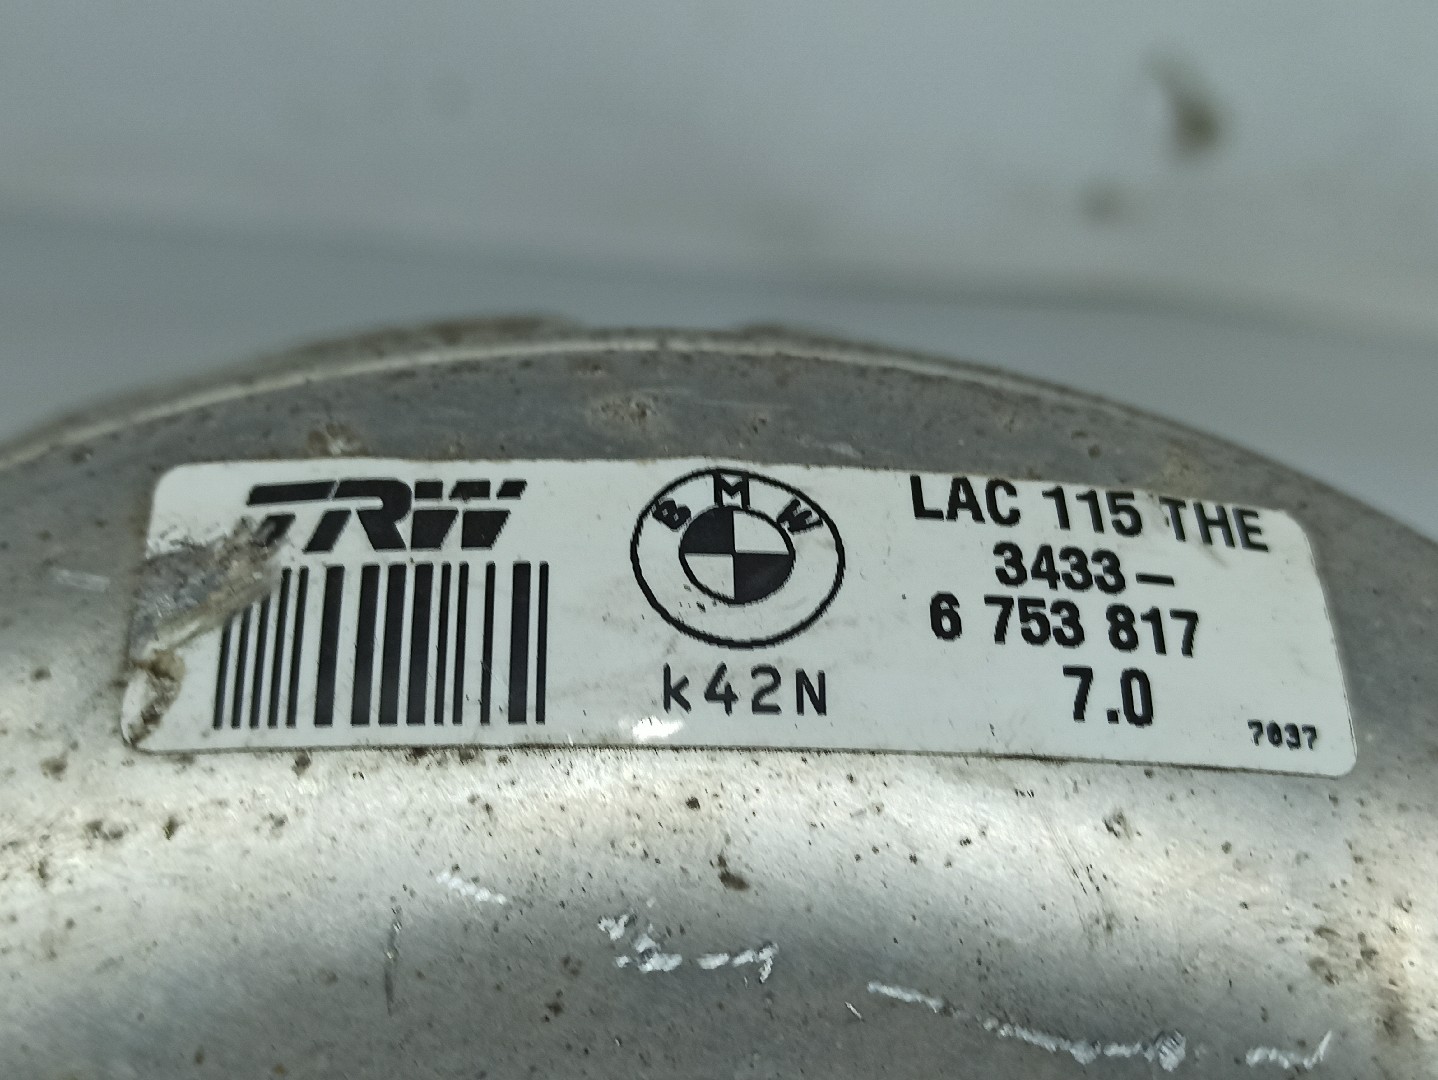 TRW
BMW
k42N
LAC 115 THE
3433-
6 753 817
7.0
7037